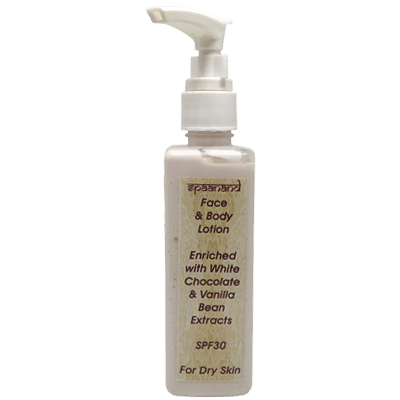 spaanand
Face
& Body
Lotion
Enriched
with White
Chocolate
& Vanilla
Bean
Extracts
SPF30
For Dry Skin